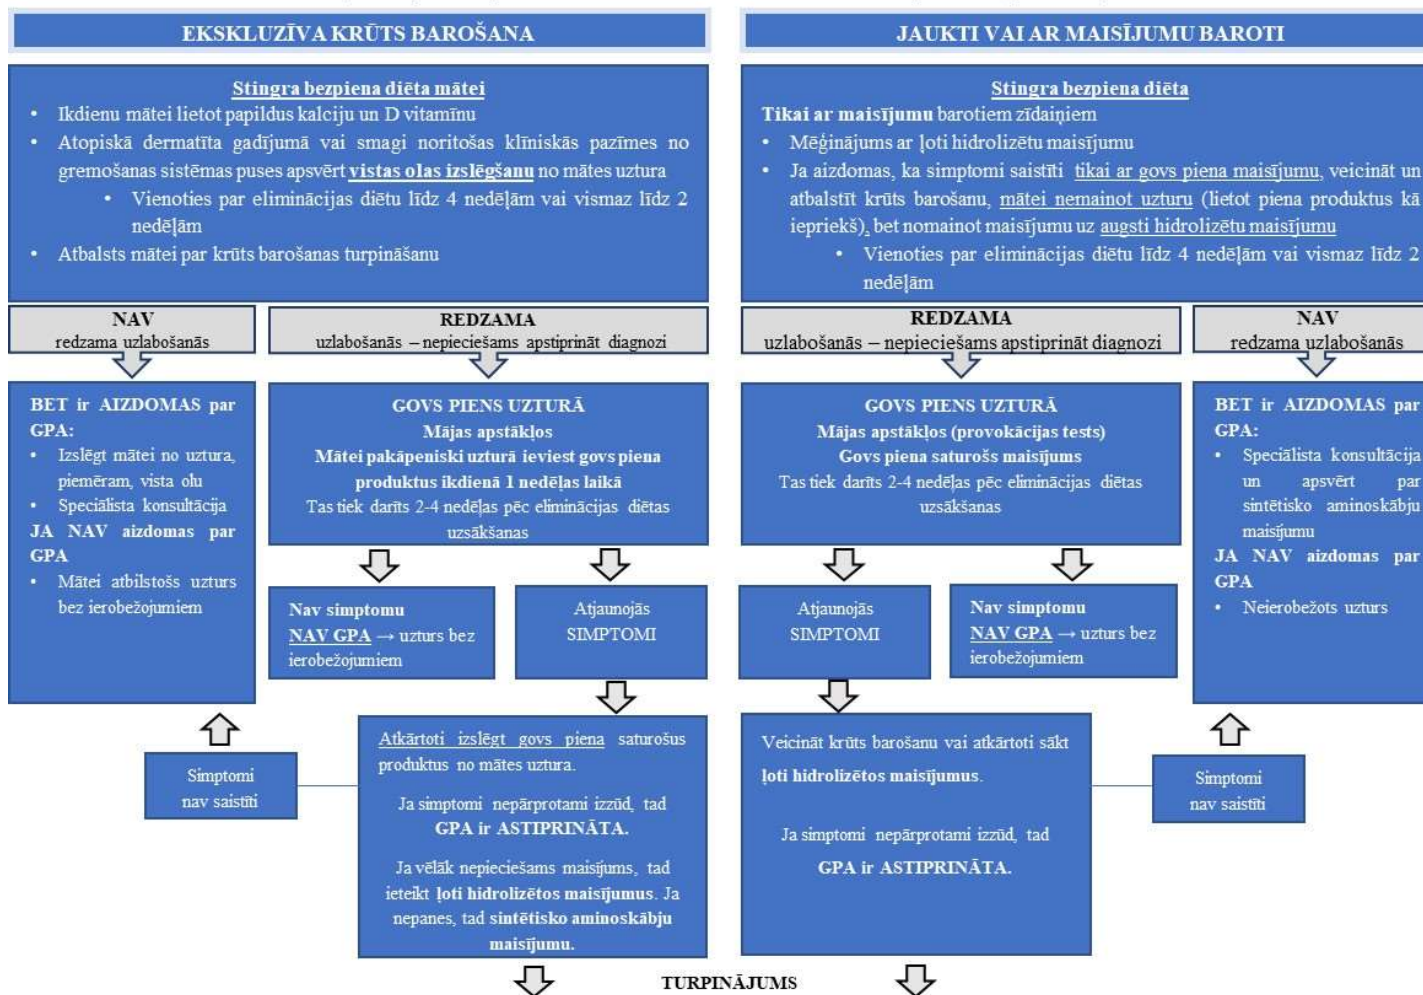 EKSKLUZĪVA KRŪTS BAROŠANA
Stingra bezpiena diēta mātei
• Ikdienu mātei lietot papildus kalciju un D vitamīnu
• Atopiskā dermatīta gadījumā vai smagi noritošas klīniskās pazīmes no
gremošanas sistēmas puses apsvērt vistas olas izslēgšanu no mātes uztura
• Vienoties par eliminācijas diētu līdz 4 nedēļām vai vismaz līdz 2
nedēļām
• Atbalsts mātei par krūts barošanas turpināšanu
NAV
redzama uzlabošanās
REDZAMA
uzlabošanās – nepieciešams apstiprināt diagnozi
BET ir AIZDOMAS par
GPA:
• Izslēgt mātei no uztura,
piemēram, vista olu
• Speciālista konsultācija
JA NAV aizdomas par
GPA
• Mātei atbilstošs uzturs
bez ierobežojumiem
GOVS PIENS UZTURĀ
Mājas apstākļos
Mātei pakāpeniski uzturā ieviest govs piena
produktus ikdienā 1 nedēļas laikā
Tas tiek darīts 2-4 nedēļas pēc eliminācijas diētas
uzsākšanas
Nav simptomu
NAV GPA → uzturs bez
ierobežojumiem
Atjaunojās
SIMPTOMI
Simptomi
nav saistīti
Atkārtoti izslēgt govs piena saturošus
produktus no mātes uztura.
Ja simptomi nepārprotami izzūd, tad
GPA ir ASTIPRINĀTA.
Ja vēlāk nepieciešams maisījums, tad
ieteikt ļoti hidrolizētos maisījumus. Ja
nepanes, tad sintētisko aminoskābju
maisījumu.
JAUKTI VAI AR MAISĪJUMU BAROTI
Stingra bezpiena diēta
Tikai ar maisījumu barotiem zīdaiņiem
• Mēģinājums ar ļoti hidrolizētu maisījumu
• Ja aizdomas, ka simptomi saistīti tikai ar govs piena maisījumu, veicināt un
atbalstīt krūts barošanu, mātei nemainot uzturu (lietot piena produktus kā
iepriekš), bet nomainot maisījumu uz augsti hidrolizētu maisījumu
• Vienoties par eliminācijas diētu līdz 4 nedēļām vai vismaz līdz 2
nedēļām
REDZAMA
uzlabošanās – nepieciešams apstiprināt diagnozi
NAV
redzama uzlabošanās
GOVS PIENS UZTURĀ
Mājas apstākļos (provokācijas tests)
Govs piena saturošs maisījums
Tas tiek darīts 2-4 nedēļas pēc eliminācijas diētas
uzsākšanas
BET ir AIZDOMAS par
GPA:
• Speciālista konsultācija
un apsvērt par
sintētisko aminoskābju
maisījumu
JA NAV aizdomas par
GPA
• Neierobežots uzturs
Atjaunojās
SIMPTOMI
Nav simptomu
NAV GPA → uzturs bez
ierobežojumiem
Veicināt krūts barošanu vai atkārtoti sākt
ļoti hidrolizētos maisījumus.
Ja simptomi nepārprotami izzūd, tad
GPA ir ASTIPRINĀTA.
Simptomi
nav saistīti
TURPINĀJUMS